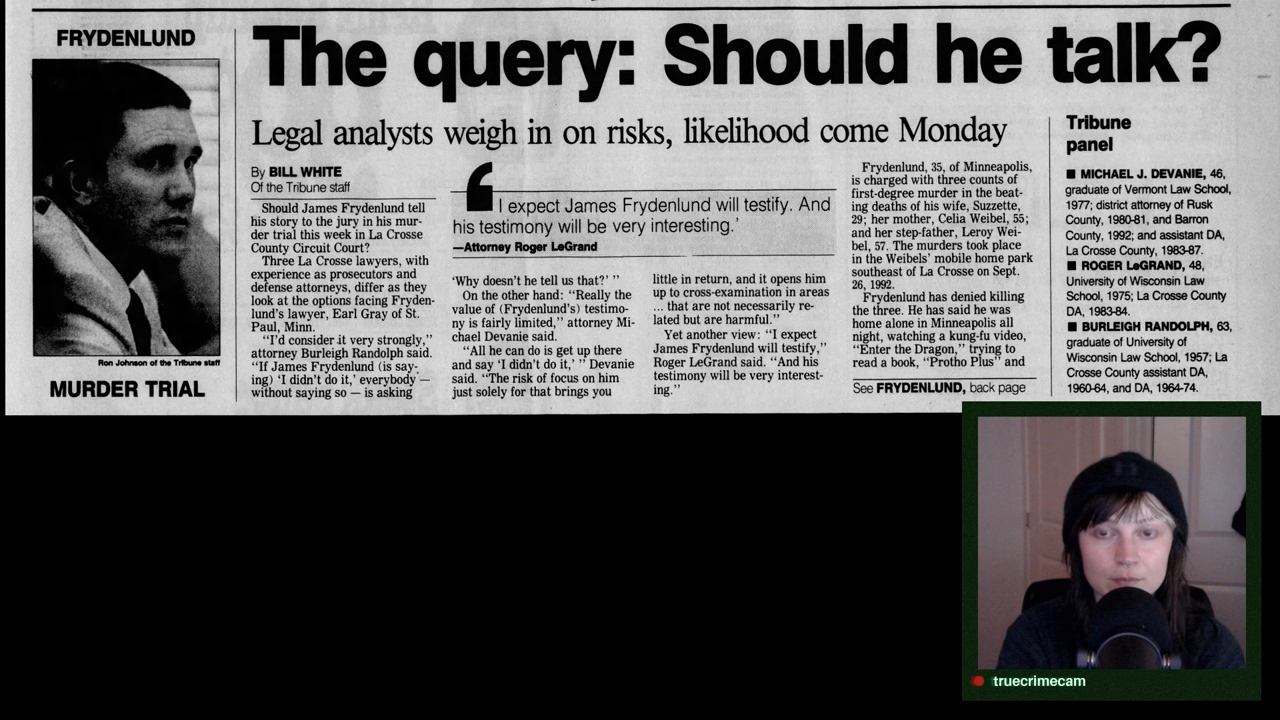 FRYDENLUND
Ron Johnson of the Tribune staff
MURDER TRIAL
The query: Should he talk?
Legal analysts weigh in on risks, likelihood come Monday
By BILL WHITE
Of the Tribune staff
Should James Frydenlund tell
his story to the jury in his mur-
der trial this week in La Crosse
County Circuit Court?
Three La Crosse lawyers, with
experience as prosecutors and
defense attorneys, differ as they
look at the options facing Fryden-
lund's lawyer, Earl Gray of St.
Paul, Minn.
“I'd consider it very strongly,”
attorney Burleigh Randolph said.
“If James Frydenlund (is say-
ing) ‘I didn't do it,’ everybody —
without saying so — is asking
‘I expect James Frydenlund will testify. And
his testimony will be very interesting.’
—Attorney Roger LeGrand
‘Why doesn't he tell us that?’ ”
On the other hand: “Really the
value of (Frydenlund's) testimo-
ny is fairly limited,” attorney Mi-
chael Devanie said.
“All he can do is get up there
and say ‘I didn't do it,’ ” Devanie
said. “The risk of focus on him
just solely for that brings you
little in return, and it opens him
up to cross-examination in areas
... that are not necessarily re-
lated but are harmful.”
Yet another view: “I expect
James Frydenlund will testify,”
Roger LeGrand said. “And his
testimony will be very interest-
ing.”
Frydenlund, 35, of Minneapolis,
is charged with three counts of
first-degree murder in the beat-
ing deaths of his wife, Suzzette,
29; her mother, Celia Weibel, 55;
and her step-father, Leroy Wei-
bel, 57. The murders took place
in the Weibels' mobile home park
southeast of La Crosse on Sept.
26, 1992.
Frydenlund has denied killing
the three. He has said he was
home alone in Minneapolis all
night, watching a kung-fu video,
“Enter the Dragon,” trying to
read a book, “Protho Plus” and
See FRYDENLUND, back page
Tribune
panel
■ MICHAEL J. DEVANIE, 46,
graduate of Vermont Law School,
1977; district attorney of Rusk
County, 1980-81, and Barron
County, 1992; and assistant DA,
La Crosse County, 1983-87.
■ ROGER LeGRAND, 48,
University of Wisconsin Law
School, 1975; La Crosse County
DA, 1983-84.
■ BURLEIGH RANDOLPH, 63,
graduate of University of
Wisconsin Law School, 1957; La
Crosse County assistant DA,
1960-64, and DA, 1964-74.
truecrimecam